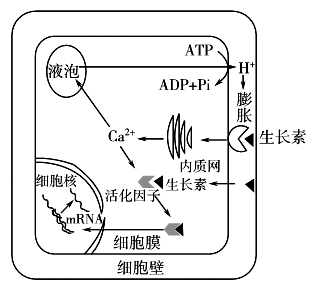 ATP
液泡
H⁺
ADP+Pi
膨胀
生长素
Ca²⁺
内质网
细胞核
生长素
活化因子
mRNA
细胞膜
细胞壁